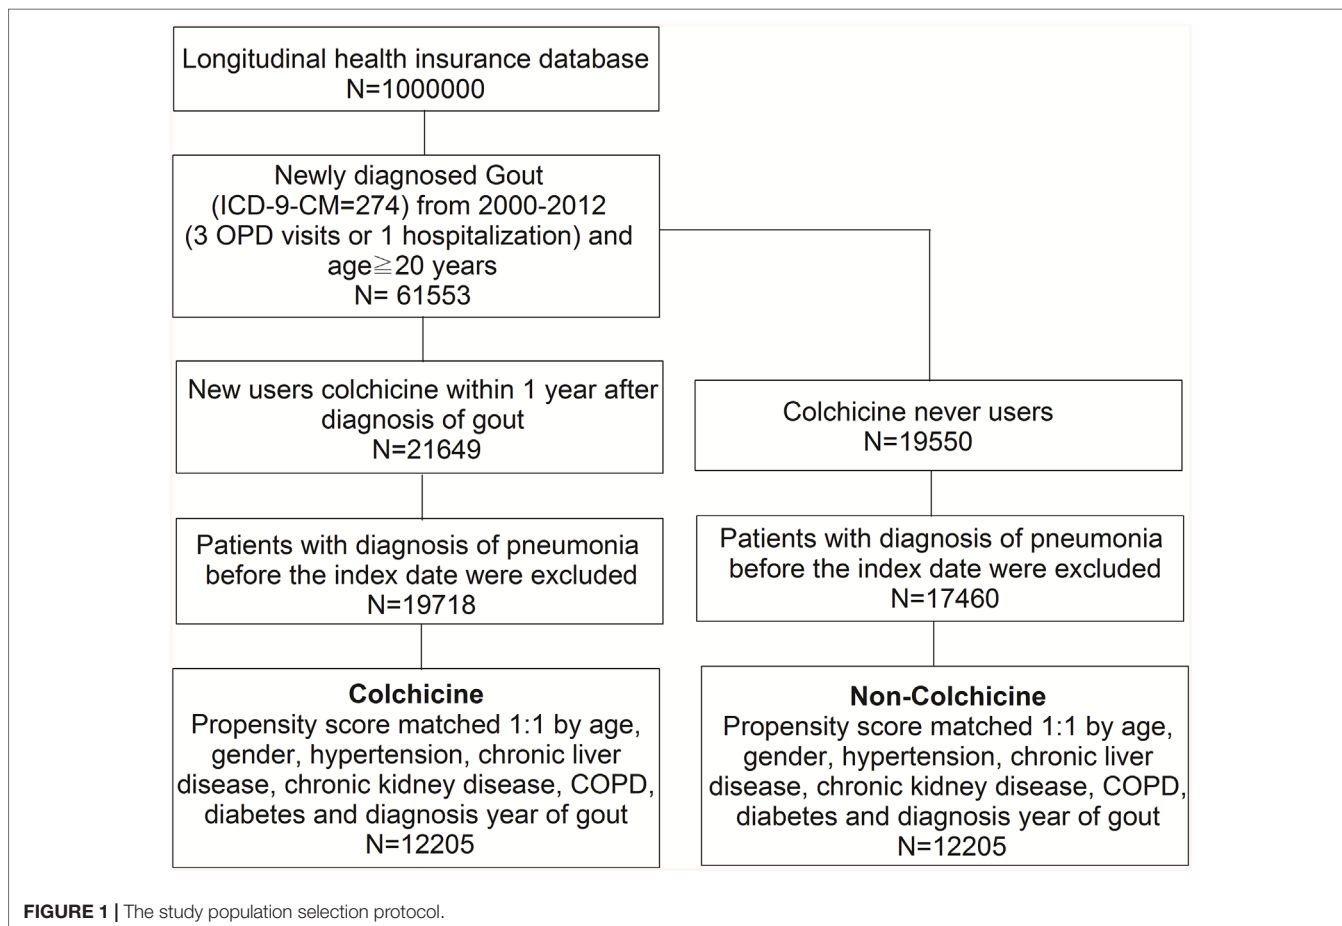 Longitudinal health insurance database
N=1000000
Newly diagnosed Gout
(ICD-9-CM=274) from 2000-2012
(3 OPD visits or 1 hospitalization) and
age≧20 years
N= 61553
New users colchicine within 1 year after
diagnosis of gout
N=21649
Colchicine never users
N=19550
Patients with diagnosis of pneumonia
before the index date were excluded
N=19718
Patients with diagnosis of pneumonia
before the index date were excluded
N=17460
Colchicine
Propensity score matched 1:1 by age,
gender, hypertension, chronic liver
disease, chronic kidney disease, COPD,
diabetes and diagnosis year of gout
N=12205
Non-Colchicine
Propensity score matched 1:1 by age,
gender, hypertension, chronic liver
disease, chronic kidney disease, COPD,
diabetes and diagnosis year of gout
N=12205
FIGURE 1 | The study population selection protocol.